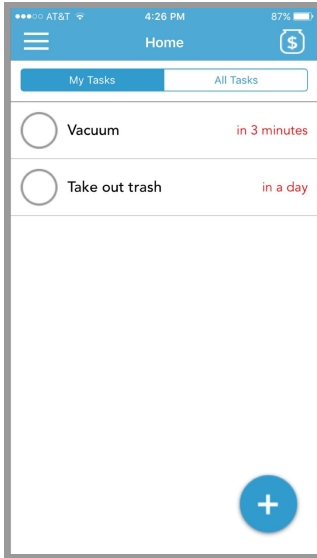 AT&T 4:26 PM 87%
Home $
My Tasks All Tasks
Vacuum in 3 minutes
Take out trash in a day
+